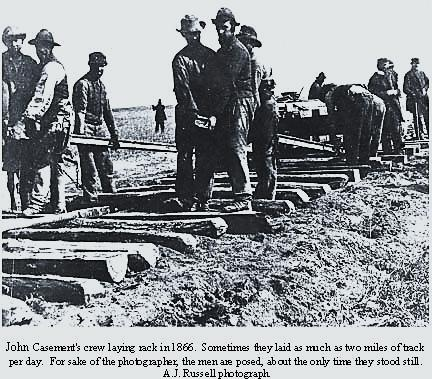 John Casement's crew laying rack in 1866. Sometimes they laid as much as two miles of track
per day. For sake of the photographer, the men are posed, about the only time they stood still.
A.J. Russell photograph.